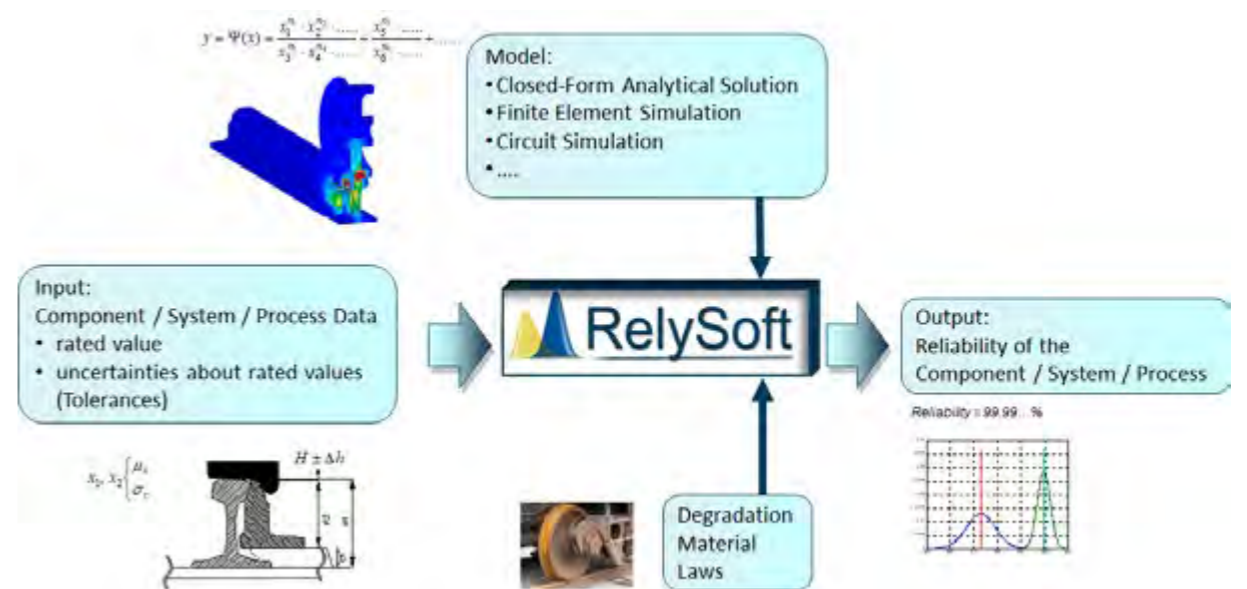 Model:
• Closed-Form Analytical Solution
• Finite Element Simulation
• Circuit Simulation
• ....
Input:
Component / System / Process Data
• rated value
• uncertainties about rated values
(Tolerances)
RelySoft
Output:
Reliability of the
Component / System / Process
Reliability = 99.99... %
H ± Δh
Degradation
Material
Laws